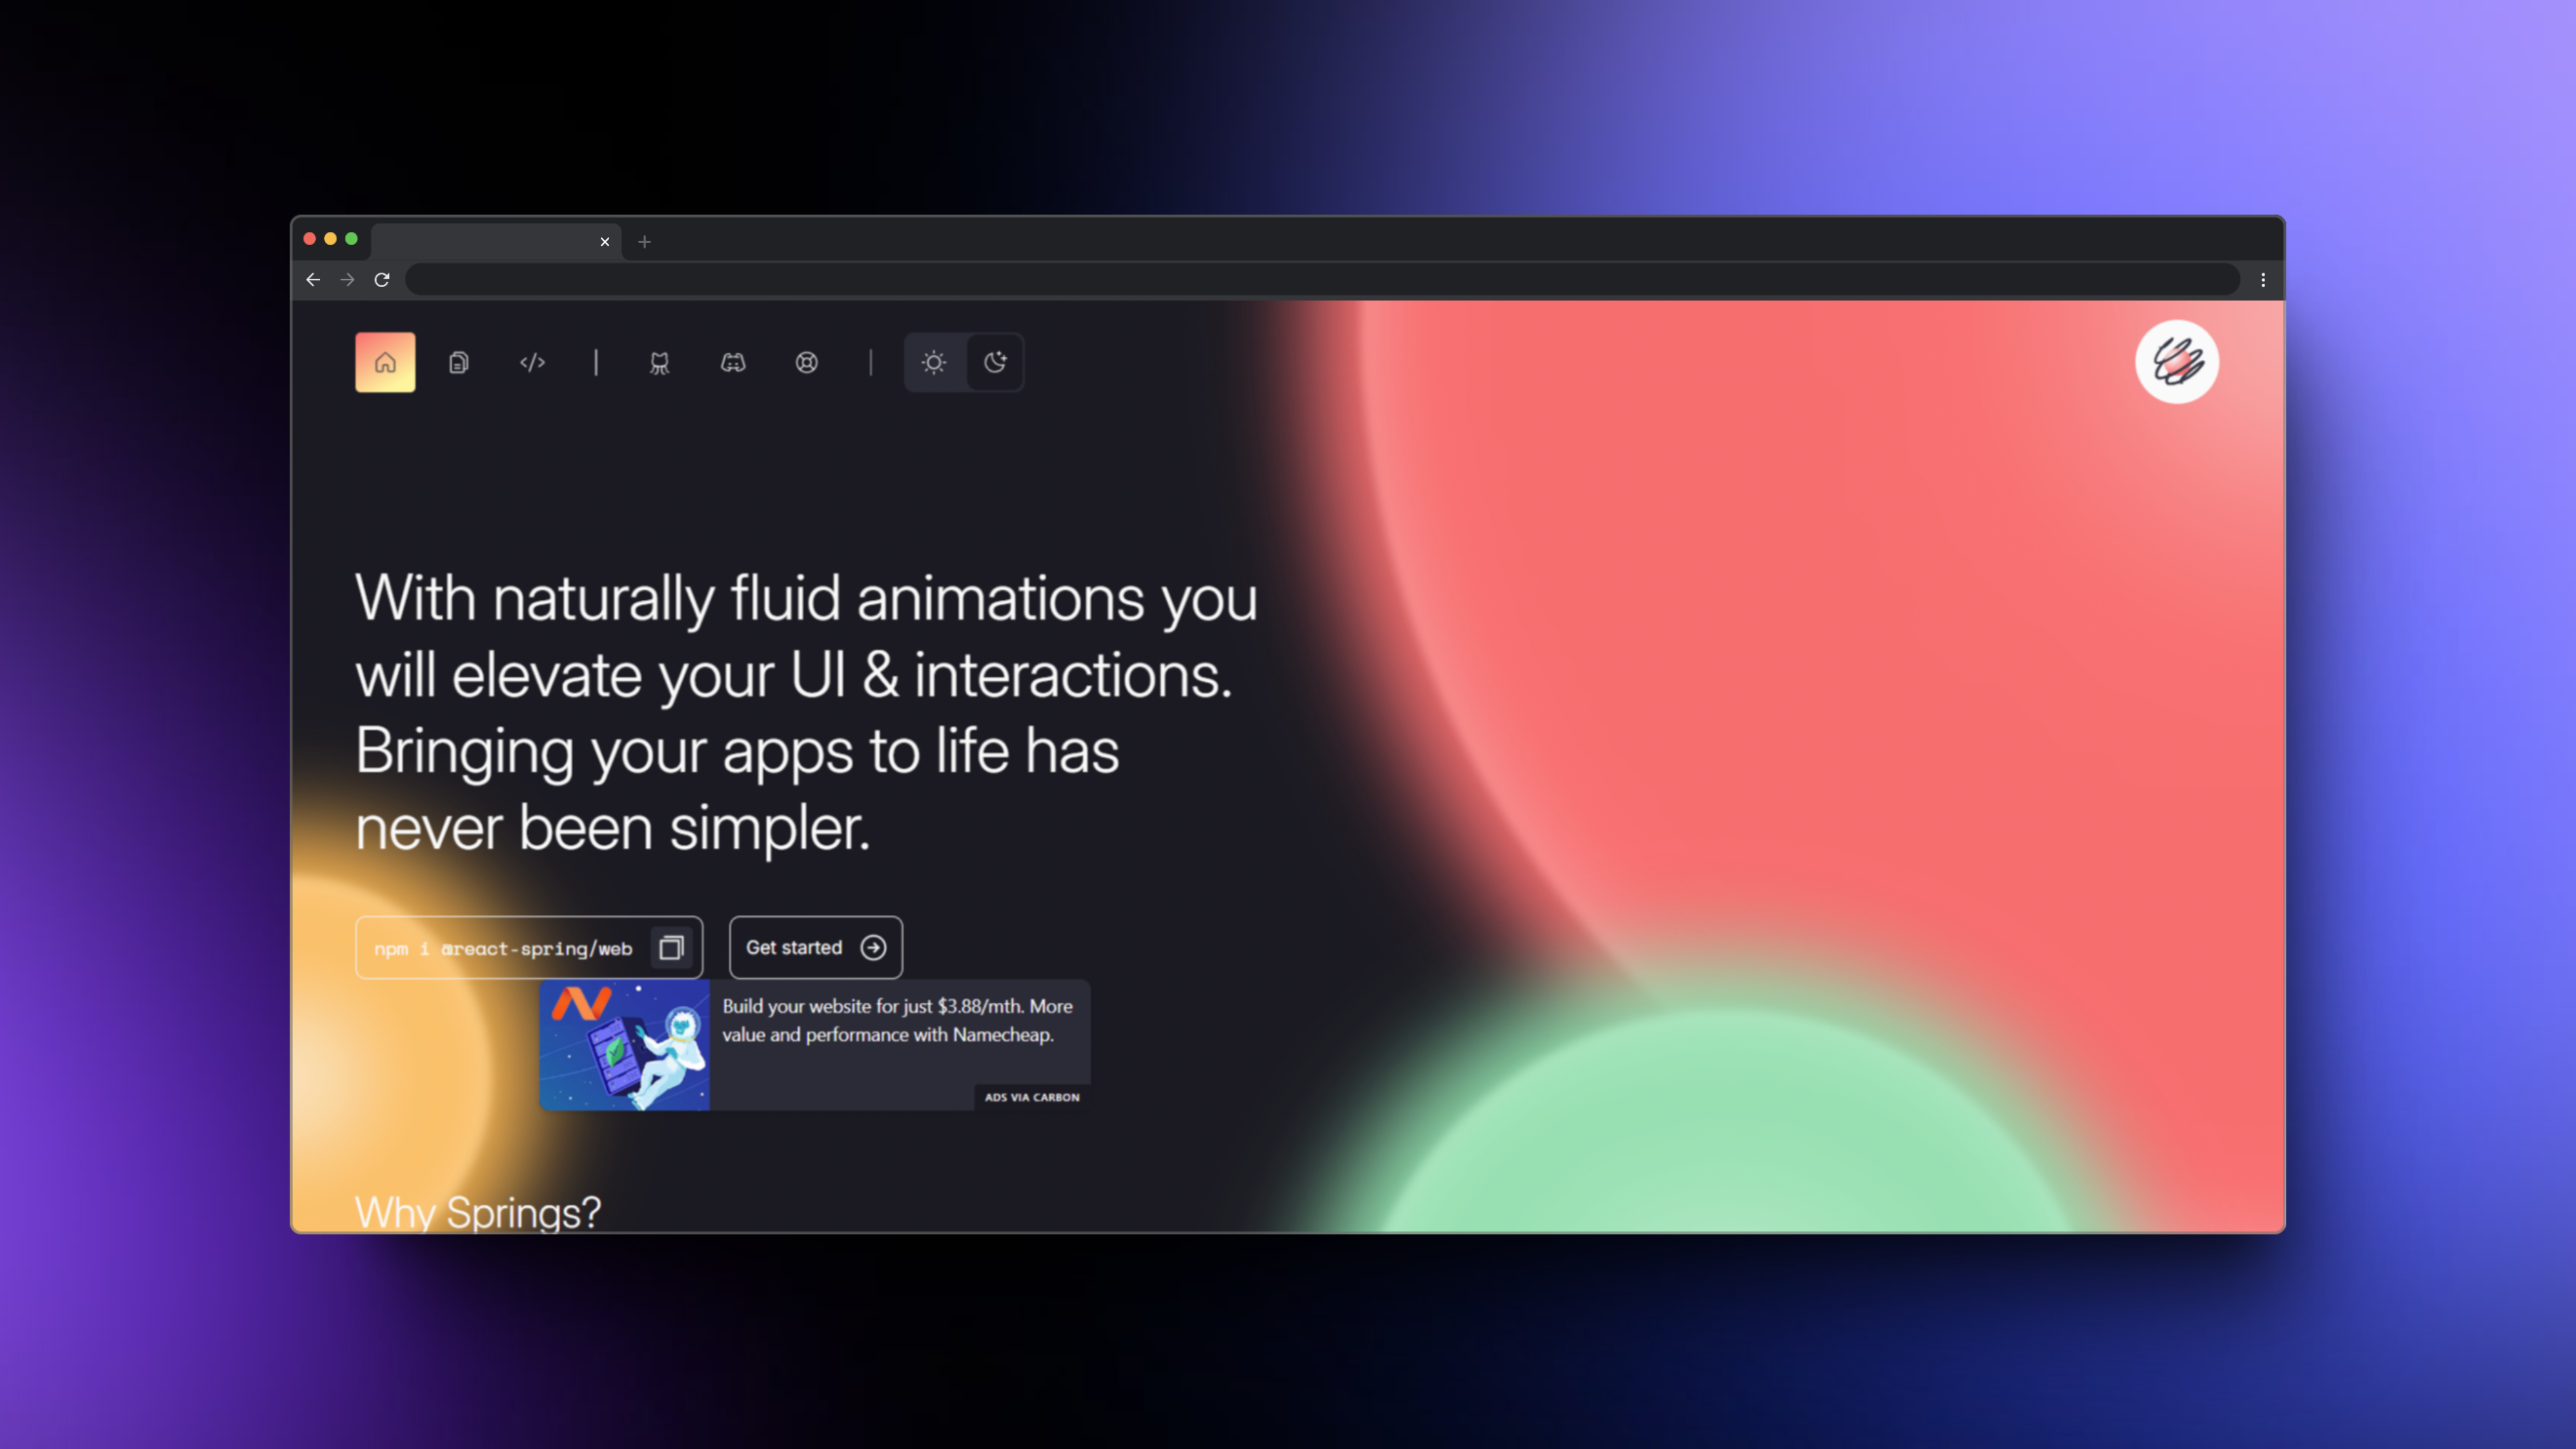 With naturally fluid animations you
will elevate your UI & interactions.
Bringing your apps to life has
never been simpler.
npm i @react-spring/web
Get started
Build your website for just $3.88/mth. More
value and performance with Namecheap.
ADS VIA CARBON
Why Springs?